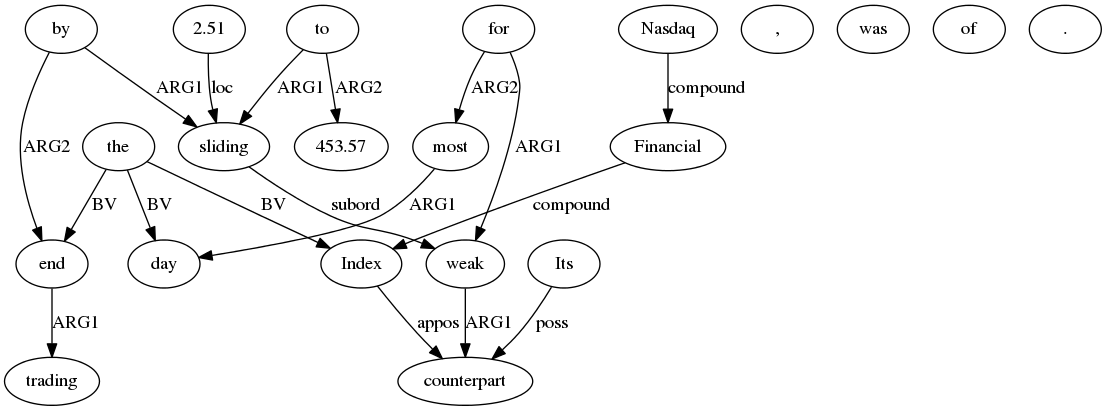 by 2.51 to for Nasdaq , was of .
ARG1 loc ARG1 ARG2 ARG2 compound
ARG2 the sliding 453.57 most ARG1 Financial
BV BV BV subord ARG1 compound
end day Index weak Its
ARG1 appos ARG1 poss
trading counterpart